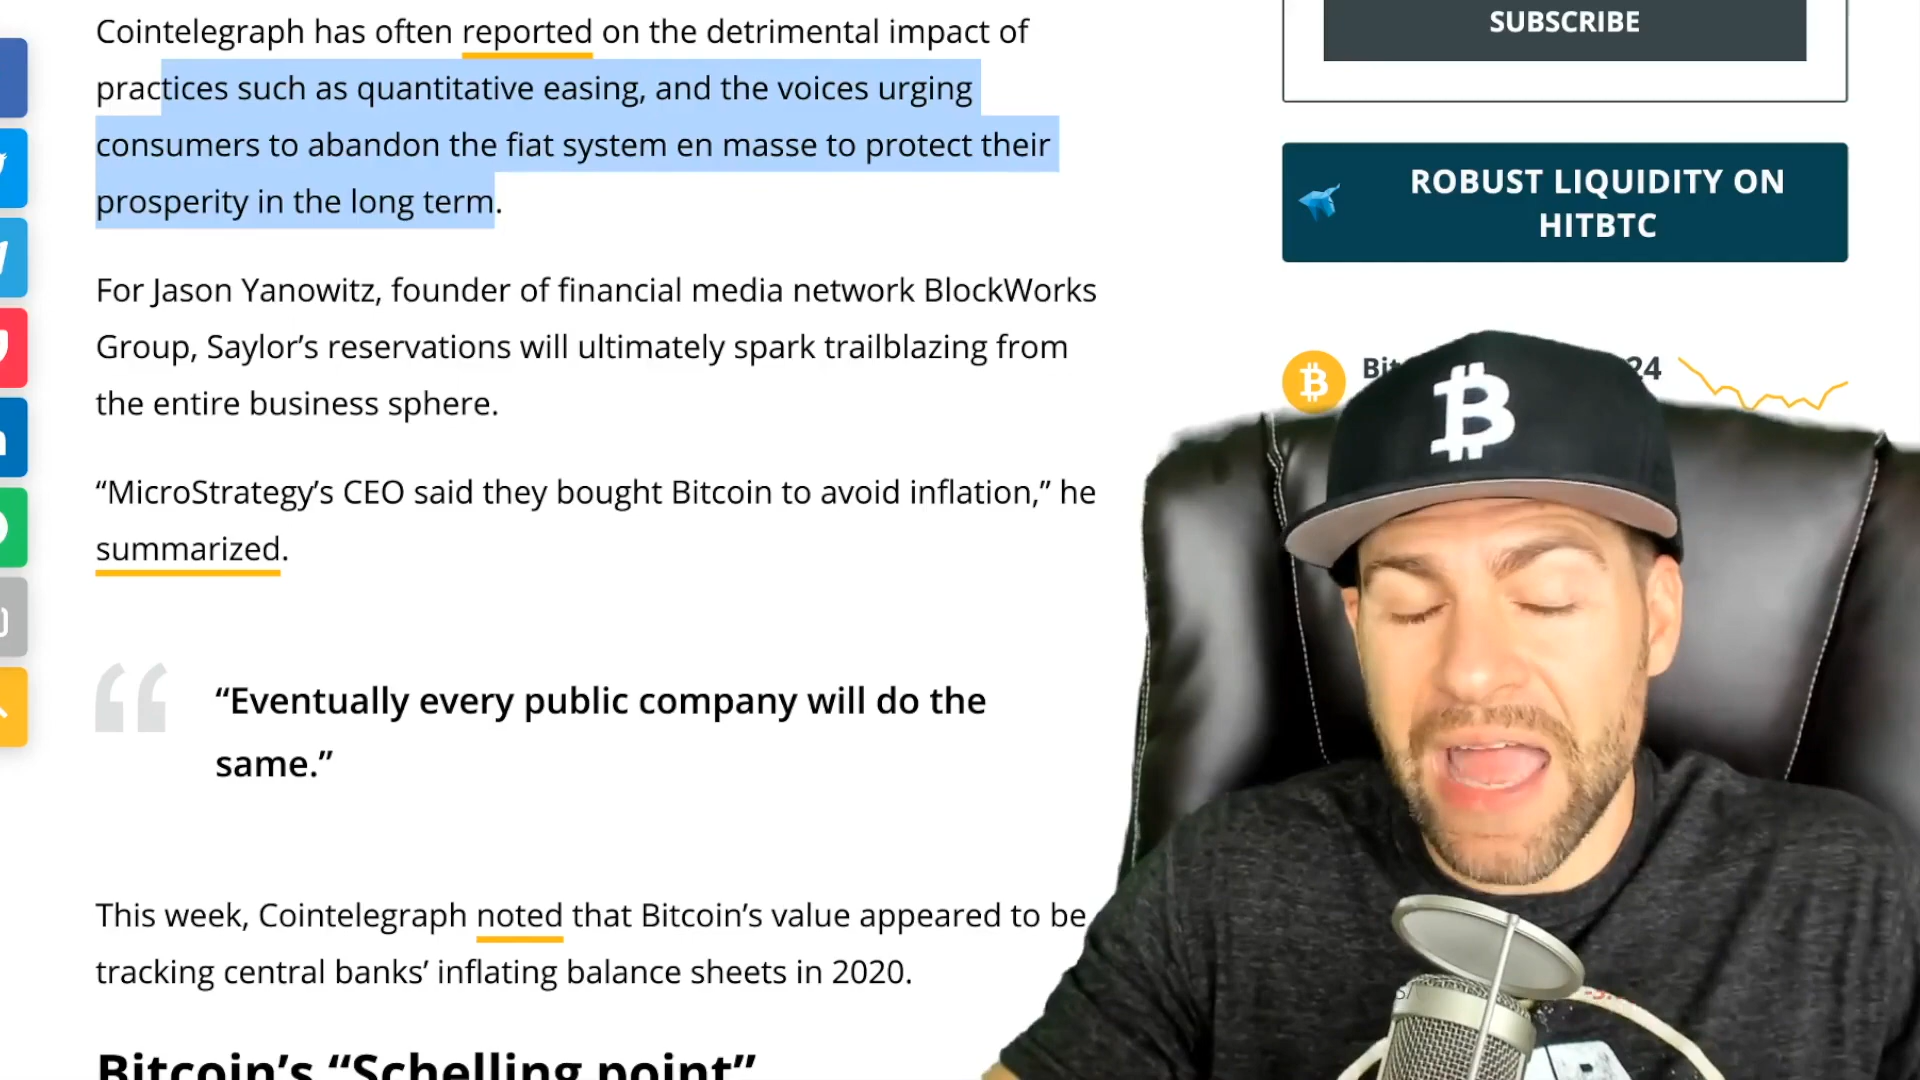 Cointelegraph has often reported on the detrimental impact of
practices such as quantitative easing, and the voices urging
consumers to abandon the fiat system en masse to protect their
prosperity in the long term.
For Jason Yanowitz, founder of financial media network BlockWorks
Group, Saylor’s reservations will ultimately spark trailblazing from
the entire business sphere.
“MicroStrategy’s CEO said they bought Bitcoin to avoid inflation,” he
summarized.
“Eventually every public company will do the
same.”
This week, Cointelegraph noted that Bitcoin’s value appeared to be
tracking central banks’ inflating balance sheets in 2020.
Bitcoin’s “Schelling point”
SUBSCRIBE
ROBUST LIQUIDITY ON
HITBTC